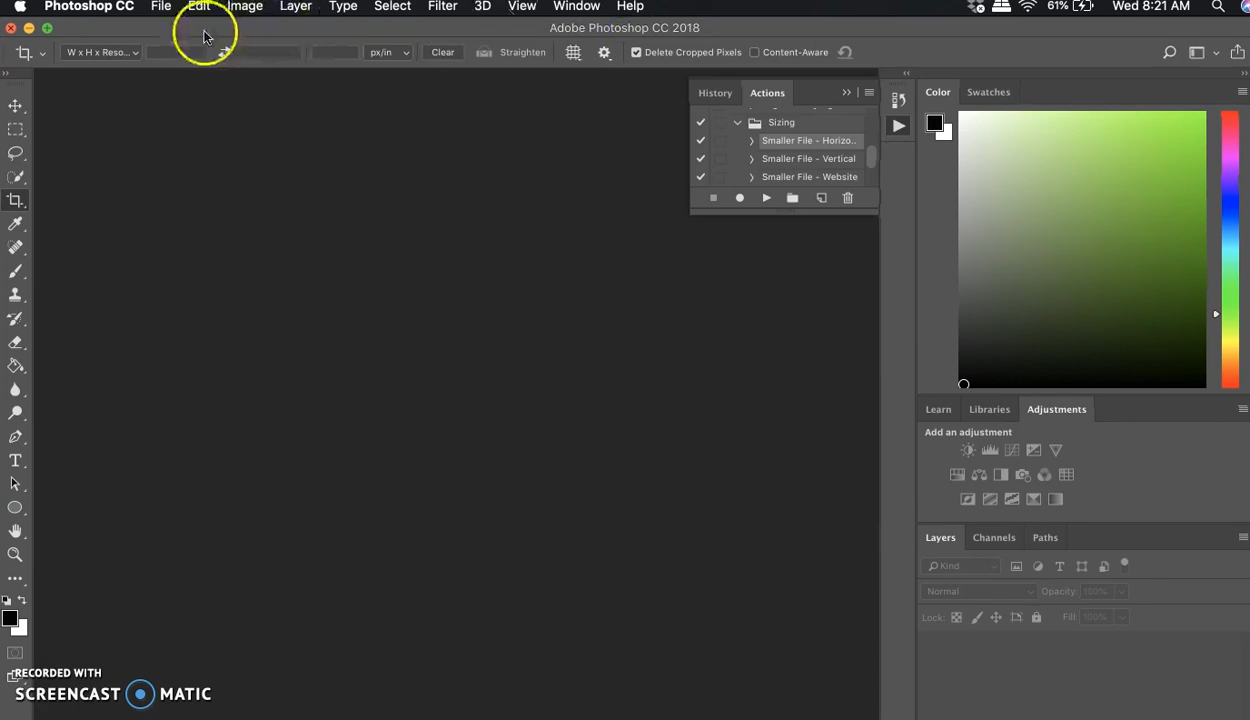 Photoshop CC File Edit Image Layer Type Select Filter 3D View Window Help 61% Wed 8:21 AM
Adobe Photoshop CC 2018
W x H x Reso... px/in Clear Straighten Delete Cropped Pixels Content-Aware
History Actions
Sizing
Smaller File - Horizo..
Smaller File - Vertical
Smaller File - Website
Color Swatches
Learn Libraries Adjustments
Add an adjustment
Layers Channels Paths
Kind
Normal Opacity: 100%
Lock: Fill: 100%
RECORDED WITH
SCREENCAST MATIC